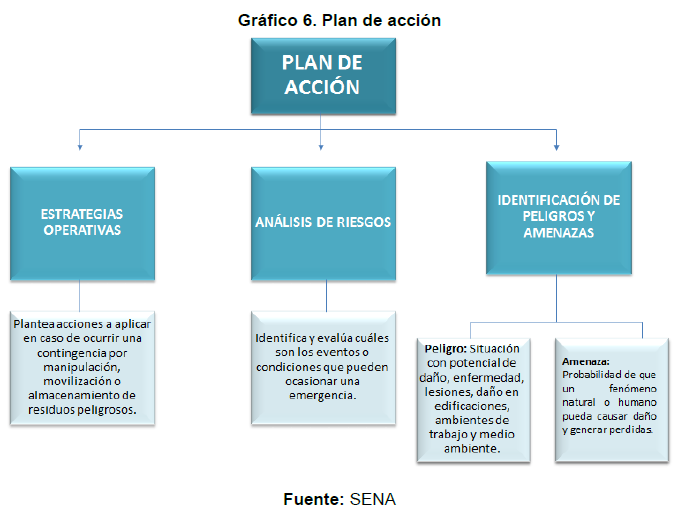 Gráfico 6. Plan de acción
PLAN DE
ACCIÓN
ESTRATEGIAS
OPERATIVAS
Plantea acciones a aplicar
en caso de ocurrir una
contingencia por
manipulación,
movilización o
almacenamiento de
residuos peligrosos.
ANÁLISIS DE RIESGOS
Identifica y evalúa cuáles
son los eventos o
condiciones que pueden
ocasionar una
emergencia.
IDENTIFICACIÓN DE
PELIGROS Y
AMENAZAS
Peligro: Situación
con potencial de
daño, enfermedad,
lesiones, daño en
edificaciones,
ambientes de
trabajo y medio
ambiente.
Amenaza:
Probabilidad de que
un fenómeno
natural o humano
pueda causar daño
y generar perdidas.
Fuente: SENA